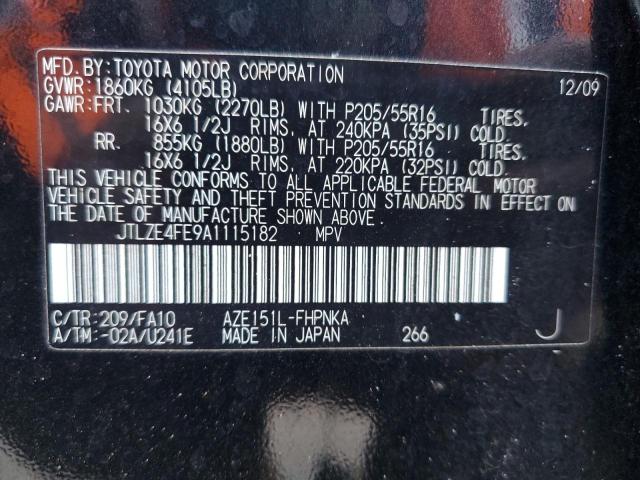 MFD.BY:TOYOTA MOTOR CORPORATION 12/09
GVWR:1860KG (4105LB)
GAWR:FRT. 1030KG (2270LB) WITH P205/55R16 TIRES,
16X6 1/2J RIMS, AT 240KPA (35PSI) COLD.
RR. 855KG (1880LB) WITH P205/55R16 TIRES,
16X6 1/2J RIMS, AT 220KPA (32PSI) COLD.
THIS VEHICLE CONFORMS TO ALL APPLICABLE FEDERAL MOTOR
VEHICLE SAFETY AND THEFT PREVENTION STANDARDS IN EFFECT ON
THE DATE OF MANUFACTURE SHOWN ABOVE.
JTLZE4FE9A1115182 MPV
C/TR:209/FA10 AZE151L-FHPNKA
A/TM:-02A/U241E MADE IN JAPAN 266 J